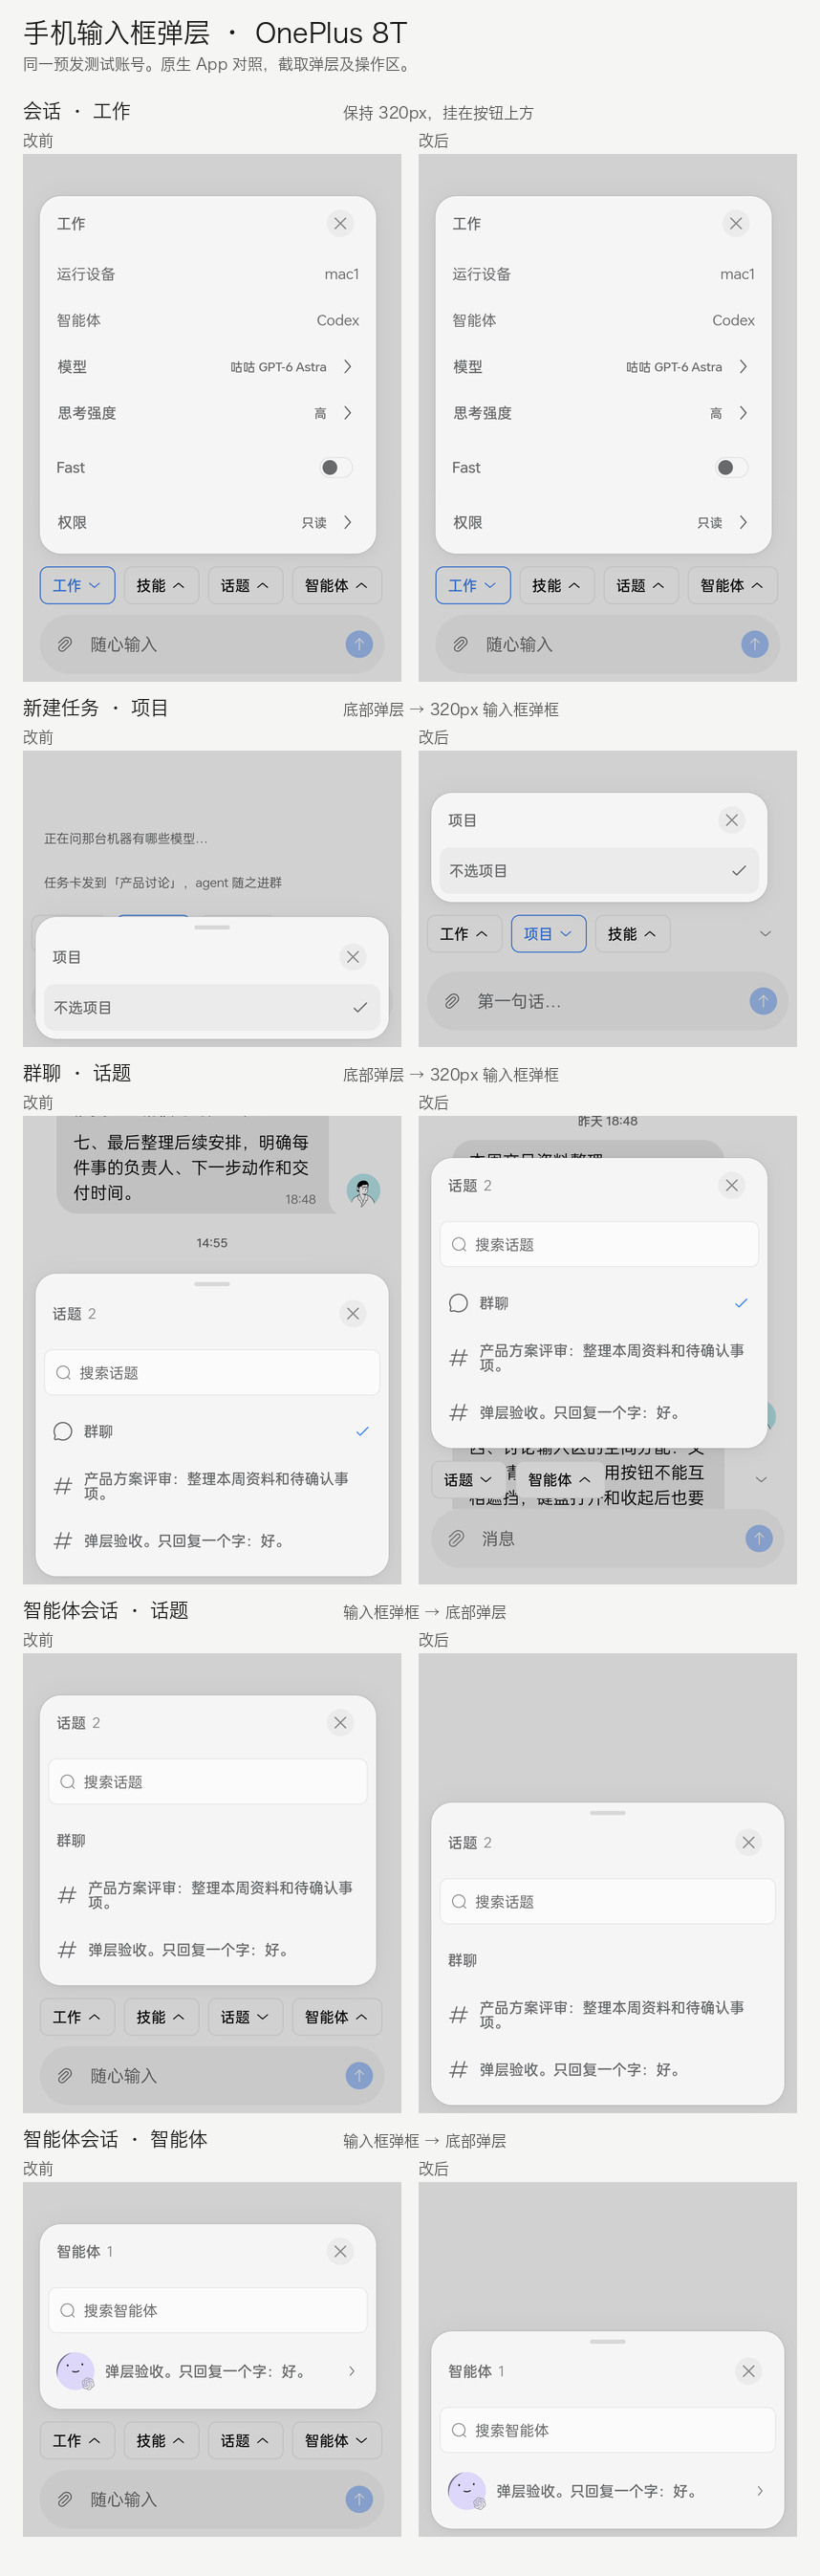 手机输入框弹层 · OnePlus 8T
同一预发测试账号。原生 App 对照，截取弹层及操作区。
会话 · 工作
保持 320px，挂在按钮上方
改前
改后
工作
运行设备 mac1
智能体 Codex
模型 咕咕 GPT-6 Astra
思考强度 高
Fast
权限 只读
工作 技能 话题 智能体
随心输入
工作
运行设备 mac1
智能体 Codex
模型 咕咕 GPT-6 Astra
思考强度 高
Fast
权限 只读
工作 技能 话题 智能体
随心输入
新建任务 · 项目
底部弹层 → 320px 输入框弹框
改前
改后
正在问那台机器有哪些模型...
任务卡发到「产品讨论」，agent 随之进群
项目
不选项目
项目
不选项目
工作 项目 技能
第一句话...
群聊 · 话题
底部弹层 → 320px 输入框弹框
改前
改后
七、最后整理后续安排，明确每
件事的负责人、下一步动作和交
付时间。
18:48
14:55
话题 2
搜索话题
群聊
产品方案评审：整理本周资料和待确认事
项。
弹层验收。只回复一个字：好。
昨天 18:48
话题 2
搜索话题
群聊
产品方案评审：整理本周资料和待确认事
项。
弹层验收。只回复一个字：好。
话题 智能体
用按钮不能互
消息
智能体会话 · 话题
输入框弹框 → 底部弹层
改前
改后
话题 2
搜索话题
群聊
产品方案评审：整理本周资料和待确认事
项。
弹层验收。只回复一个字：好。
工作 技能 话题 智能体
随心输入
话题 2
搜索话题
群聊
产品方案评审：整理本周资料和待确认事
项。
弹层验收。只回复一个字：好。
智能体会话 · 智能体
输入框弹框 → 底部弹层
改前
改后
智能体 1
搜索智能体
弹层验收。只回复一个字：好。
工作 技能 话题 智能体
随心输入
智能体 1
搜索智能体
弹层验收。只回复一个字：好。